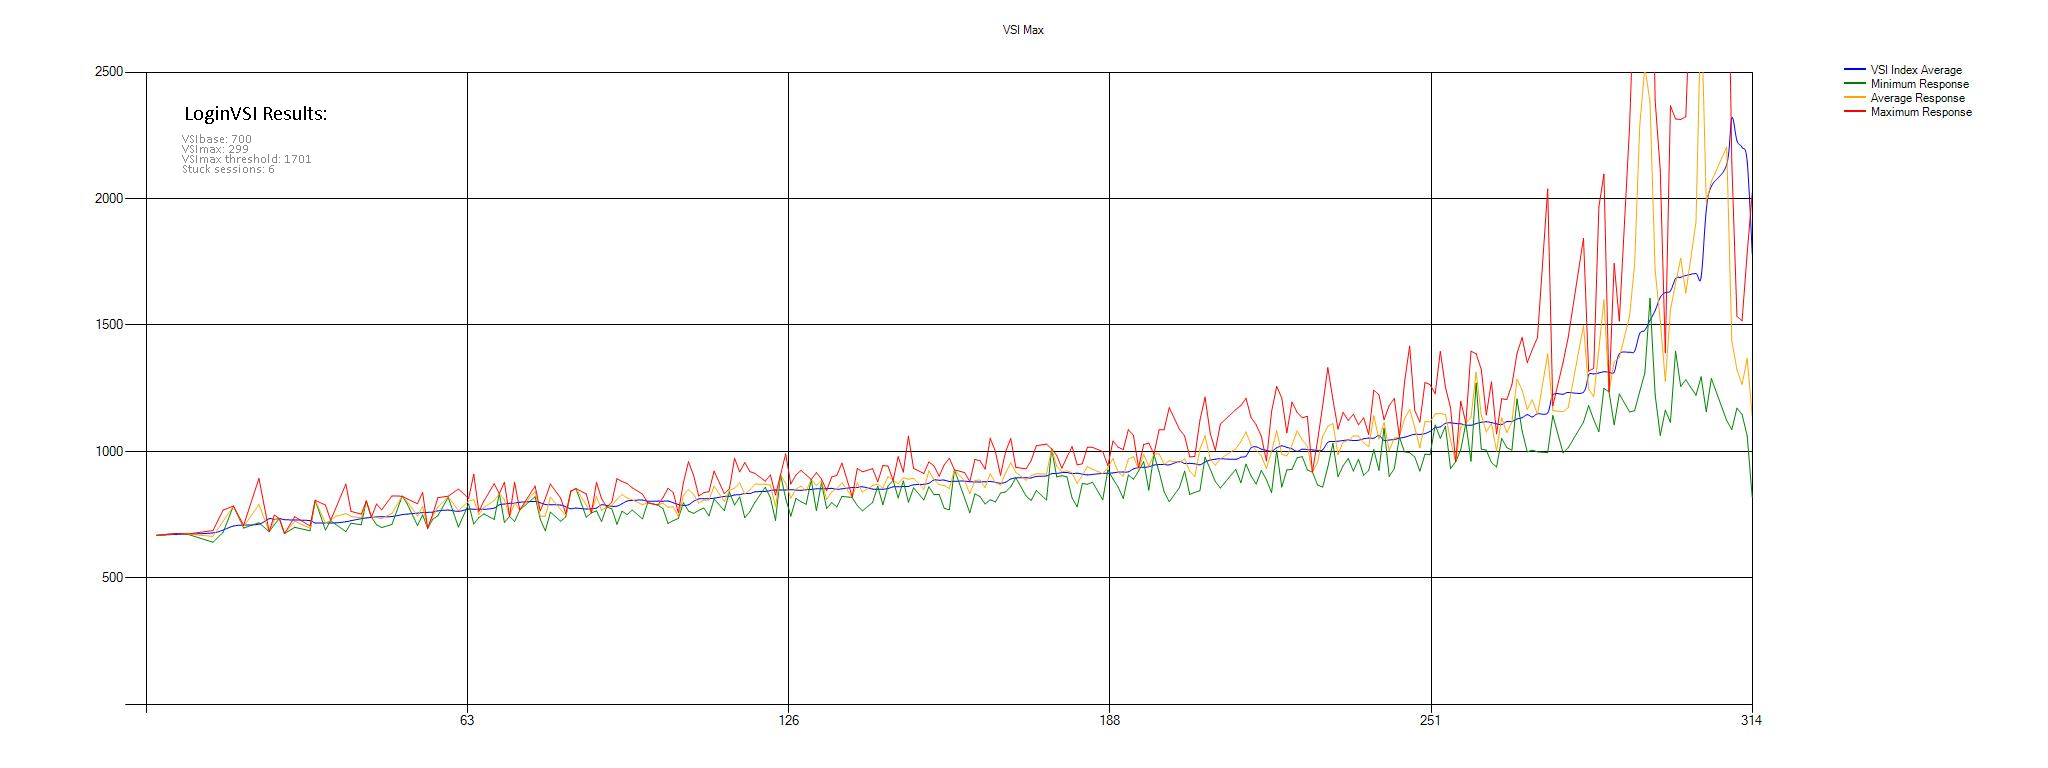 VSI Max
2500
2000
1500
1000
500
LoginVSI Results:
VSIbase: 700
VSImax: 299
VSImax threshold: 1701
Stuck sessions: 6
63
126
188
251
314
VSI Index Average
Minimum Response
Average Response
Maximum Response